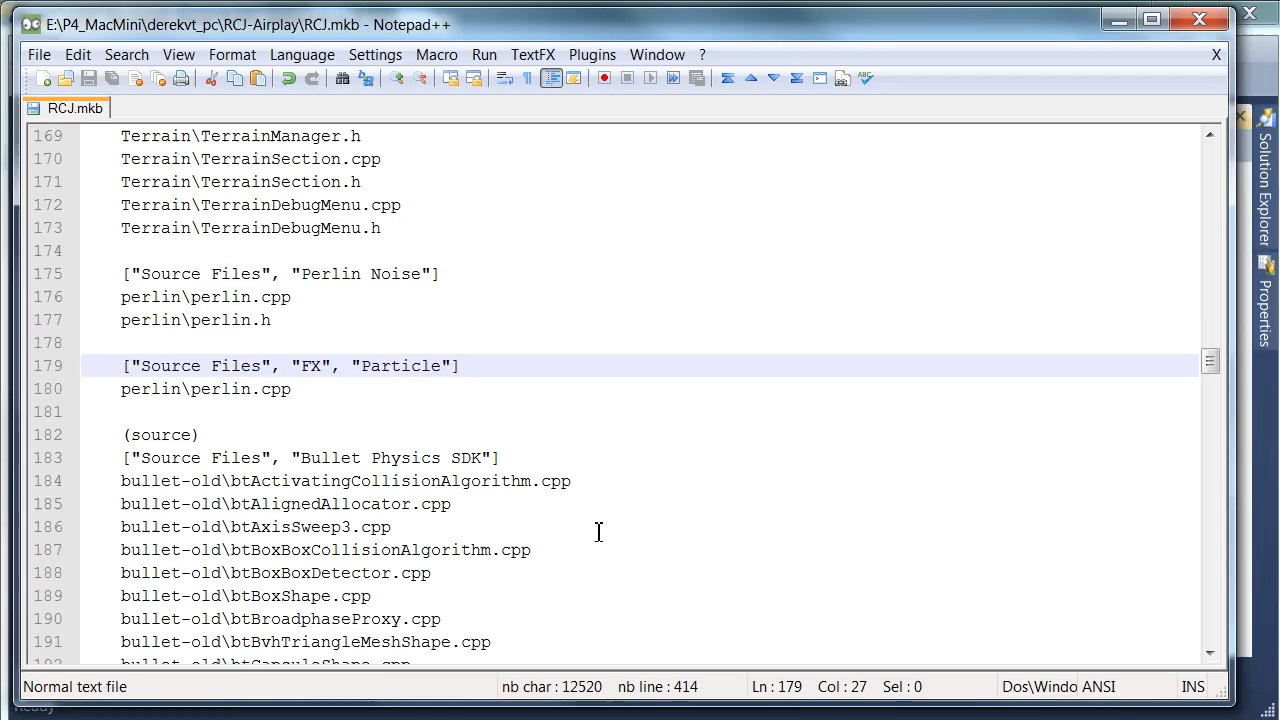 E:\P4_MacMini\derekvt_pc\RCJ-Airplay\RCJ.mkb - Notepad++
File Edit Search View Format Language Settings Macro Run TextFX Plugins Window ? X
RCJ.mkb
169 Terrain\TerrainManager.h
170 Terrain\TerrainSection.cpp
171 Terrain\TerrainSection.h
172 Terrain\TerrainDebugMenu.cpp
173 Terrain\TerrainDebugMenu.h
174
175 ["Source Files", "Perlin Noise"]
176 perlin\perlin.cpp
177 perlin\perlin.h
178
179 ["Source Files", "FX", "Particle"]
180 perlin\perlin.cpp
181
182 (source)
183 ["Source Files", "Bullet Physics SDK"]
184 bullet-old\btActivatingCollisionAlgorithm.cpp
185 bullet-old\btAlignedAllocator.cpp
186 bullet-old\btAxisSweep3.cpp
187 bullet-old\btBoxBoxCollisionAlgorithm.cpp
188 bullet-old\btBoxBoxDetector.cpp
189 bullet-old\btBoxShape.cpp
190 bullet-old\btBroadphaseProxy.cpp
191 bullet-old\btBvhTriangleMeshShape.cpp
192 bullet-old\btCapsuleShape.cpp
Normal text file nb char : 12520 nb line : 414 Ln : 179 Col : 27 Sel : 0 Dos\Windo ANSI INS
Solution Explorer
Properties
Ready